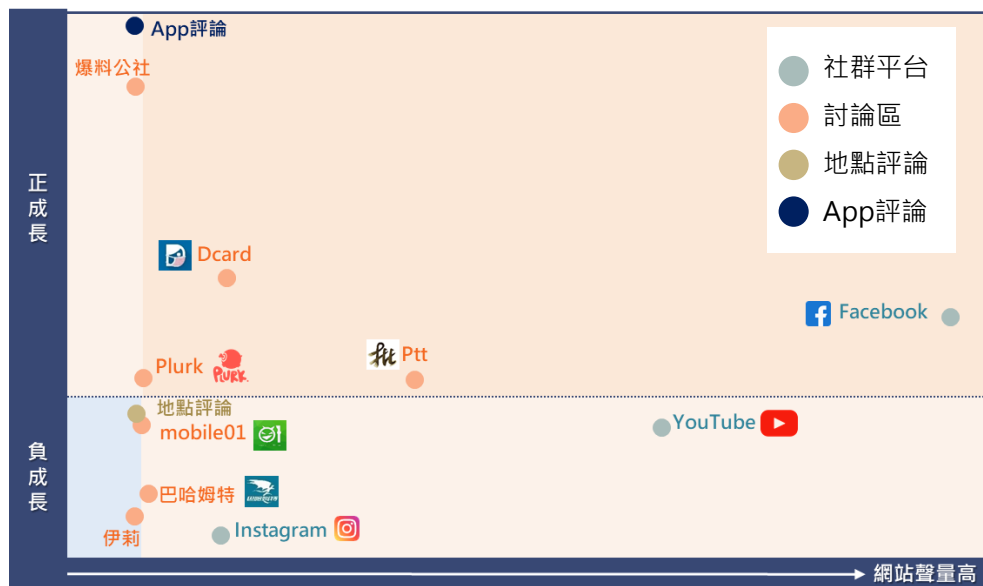 App評論
爆料公社
社群平台
討論區
地點評論
App評論
正成長
Dcard
Facebook
Ptt
Plurk
PLURK
地點評論
mobile01
YouTube
負成長
巴哈姆特
Instagram
伊莉
網站聲量高